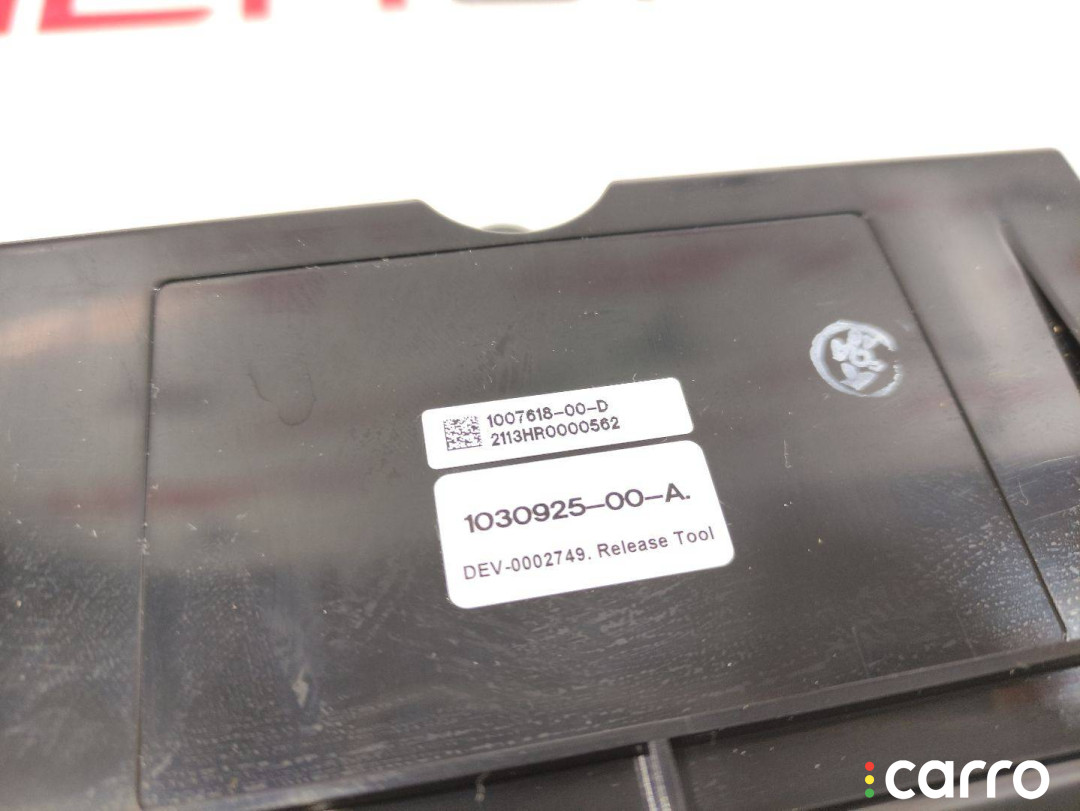 1007618-00-D
2113HR0000562
1030925-00-A.
DEV-0002749. Release Tool
carro